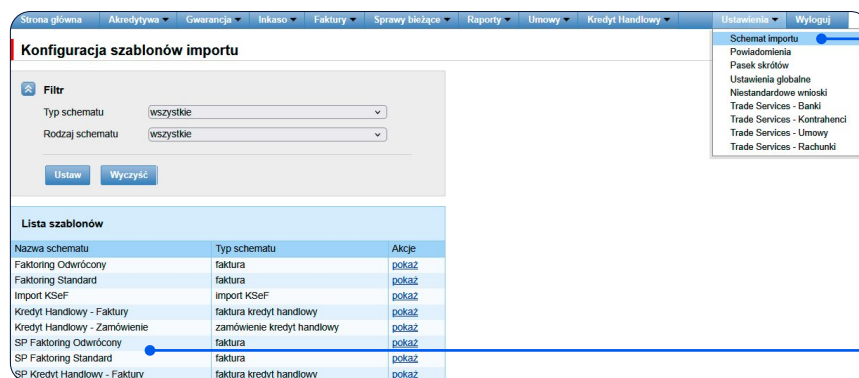 Strona główna Akredytywa Gwarancja Inkaso Faktury Sprawy bieżące Raporty Umowy Kredyt Handlowy Ustawienia Wyloguj
Schemat importu
Powiadomienia
Pasek skrótów
Ustawienia globalne
Niestandardowe wnioski
Trade Services - Banki
Trade Services - Kontrahenci
Trade Services - Umowy
Trade Services - Rachunki
Konfiguracja szablonów importu
Filtr
Typ schematu wszystkie
Rodzaj schematu wszystkie
Ustaw Wyczyść
Lista szablonów
Nazwa schematu Typ schematu Akcje
Faktoring Odwrócony faktura pokaż
Faktoring Standard faktura pokaż
Import KSeF import KSeF pokaż
Kredyt Handlowy - Faktury faktura kredyt handlowy pokaż
Kredyt Handlowy - Zamówienie zamówienie kredyt handlowy pokaż
SP Faktoring Odwrócony faktura pokaż
SP Faktoring Standard faktura pokaż
SP Kredyt Handlowy - Faktury faktura kredyt handlowy pokaż